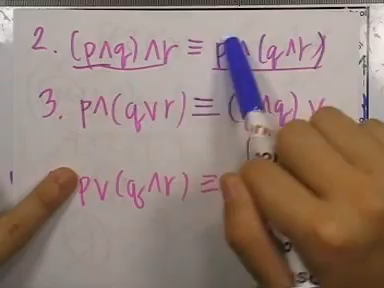 2. (p∧q)∧r ≡ p∧(q∧r)
3. p∧(q∨r) ≡ ( ∧q) ∨
p∨(q∧r) ≡